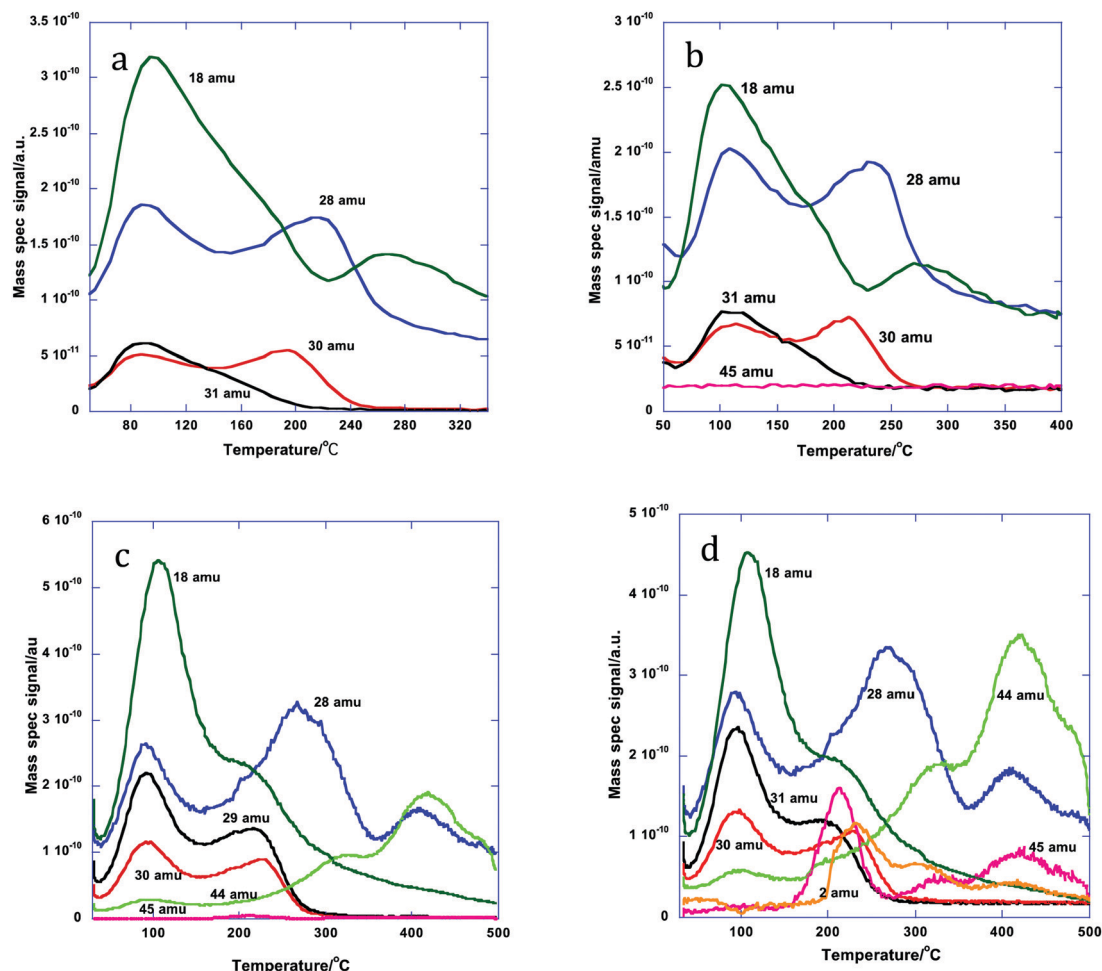 a
3.5 10-10
3 10-10
2.5 10-10
2 10-10
1.5 10-10
1 10-10
5 10-11
0
Mass spec signal/a.u.
18 amu
28 amu
30 amu
31 amu
80 120 160 200 240 280 320
Temperature/oC
b
3 10-10
2.5 10-10
2 10-10
1.5 10-10
1 10-10
5 10-11
0
Mass spec signal/amu
18 amu
28 amu
31 amu
30 amu
45 amu
50 100 150 200 250 300 350 400
Temperature/oC
c
6 10-10
5 10-10
4 10-10
3 10-10
2 10-10
1 10-10
0
Mass spec signal/au
18 amu
28 amu
29 amu
30 amu
44 amu
45 amu
100 200 300 400 500
Temperature/oC
d
5 10-10
4 10-10
3 10-10
2 10-10
1 10-10
0
Mass spec signal/a.u.
18 amu
28 amu
44 amu
31 amu
30 amu
45 amu
2 amu
100 200 300 400 500
Temperature/oC